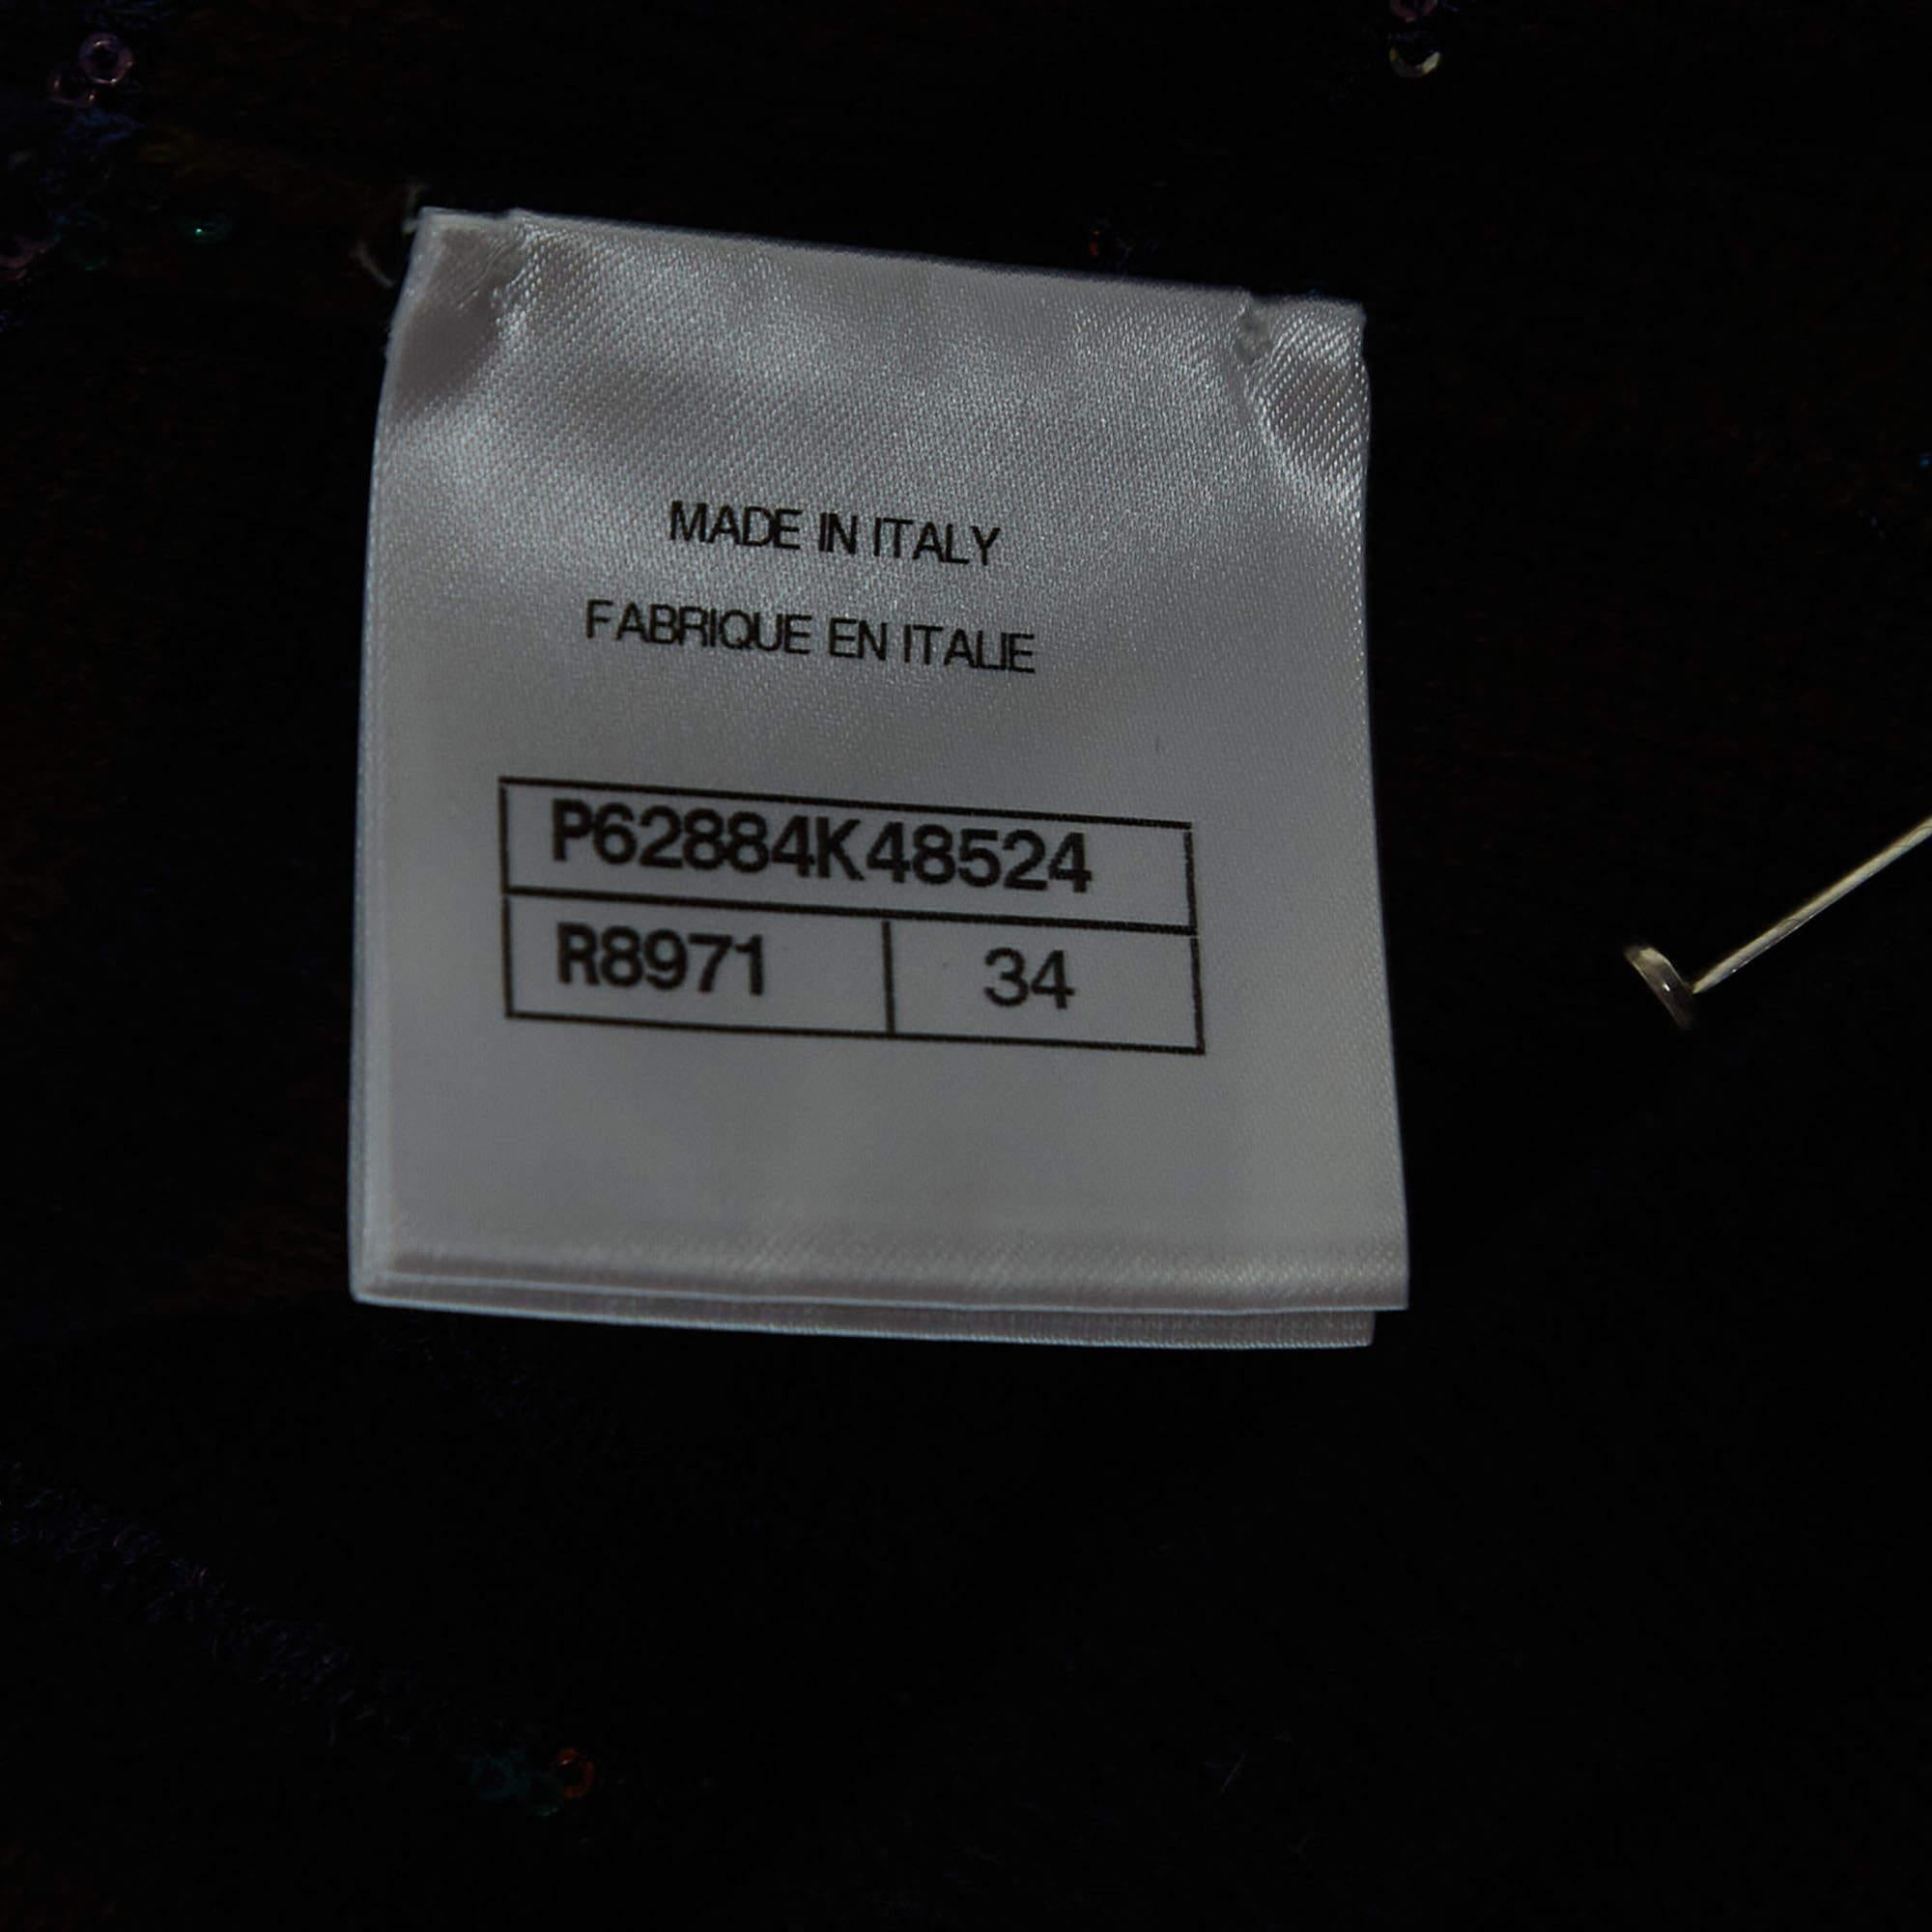 MADE IN ITALY
FABRIQUE EN ITALIE
P62884K48524
R8971 34